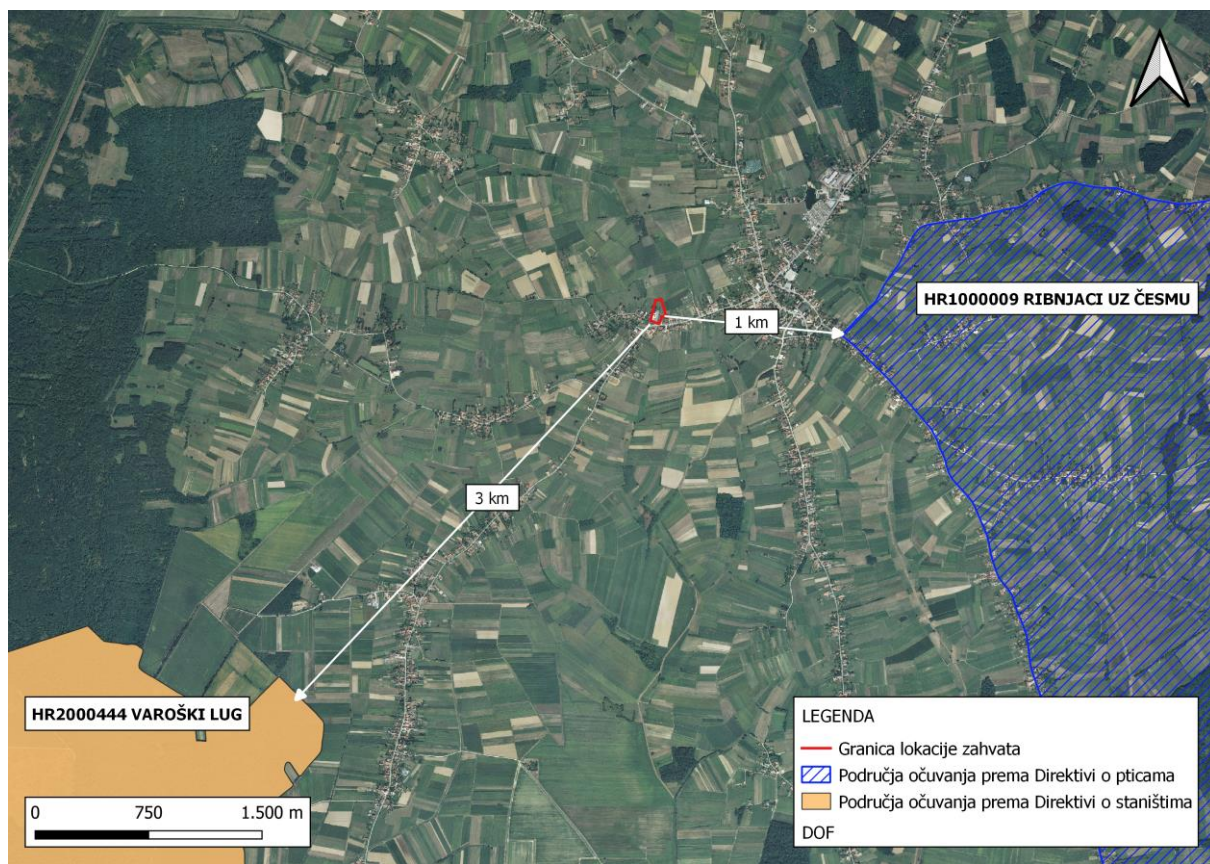 HR1000009 RIBNJACI UZ ČESMU
1 km
3 km
HR2000444 VAROŠKI LUG
0 750 1.500 m
LEGENDA
Granica lokacije zahvata
Područja očuvanja prema Direktivi o pticama
Područja očuvanja prema Direktivi o staništima
DOF